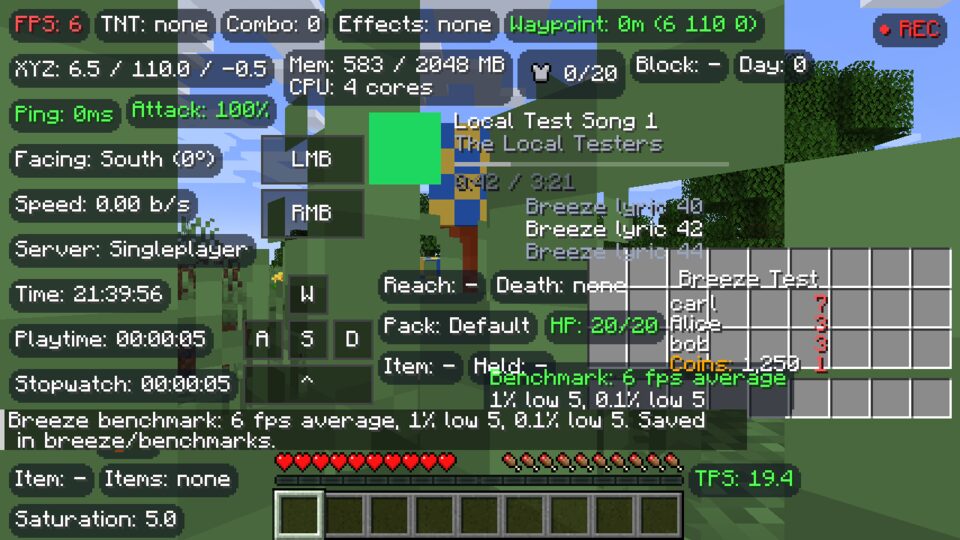 FPS: 6 TNT: none Combo: 0 Effects: none Waypoint: 0m (6 110 0) REC
XYZ: 6.5 / 110.0 / -0.5 Mem: 583 / 2048 MB 0/20 Block: - Day: 0
CPU: 4 cores
Ping: 0ms Attack: 100%
Local Test Song 1
The Local Testers
Facing: South (0°) LMB
0:42 / 3:21
Speed: 0.00 b/s RMB
Breeze lyric 40
Breeze lyric 42
Breeze lyric 44
Server: Singleplayer
Breeze Test
Reach: - Death: none
Time: 21:39:56 W
carl 7
Alice 3
bob 3
Coins: 1,250 1
Pack: Default HP: 20/20
Playtime: 00:00:05 A S D
Item: - Held: -
Benchmark: 6 fps average
1% low 5, 0.1% low 5
Stopwatch: 00:00:05 ^
Breeze benchmark: 6 fps average, 1% low 5, 0.1% low 5. Saved
in breeze/benchmarks.
Item: - Items: none TPS: 19.4
Saturation: 5.0